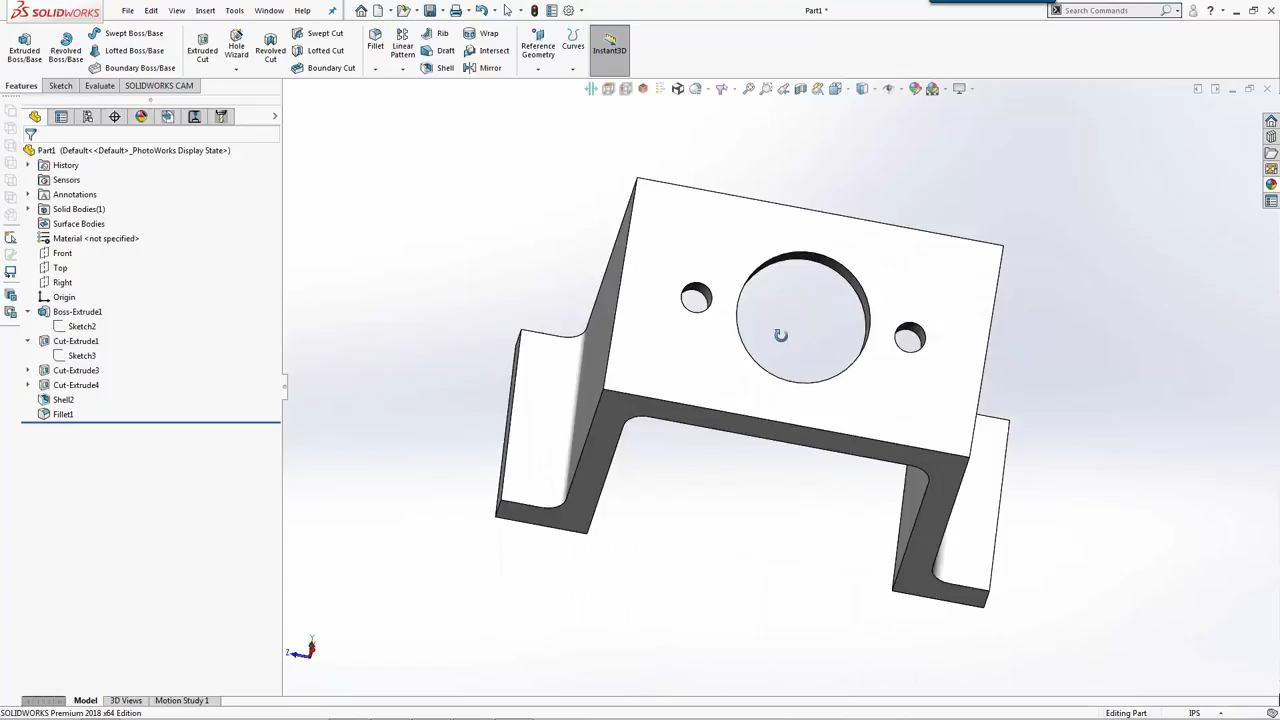 SOLIDWORKS File Edit View Insert Tools Window Help Part1 * Search Commands
Extruded Boss/Base
Revolved Boss/Base
Swept Boss/Base
Lofted Boss/Base
Boundary Boss/Base
Extruded Cut
Hole Wizard
Revolved Cut
Swept Cut
Lofted Cut
Boundary Cut
Fillet
Linear Pattern
Rib
Draft
Shell
Wrap
Intersect
Mirror
Reference Geometry
Curves
Instant3D
Features Sketch Evaluate SOLIDWORKS CAM
Part1 (Default<<Default>_PhotoWorks Display State>)
History
Sensors
Annotations
Solid Bodies(1)
Surface Bodies
Material <not specified>
Front
Top
Right
Origin
Boss-Extrude1
Sketch2
Cut-Extrude1
Sketch3
Cut-Extrude3
Cut-Extrude4
Shell2
Fillet1
Y
Z
Model 3D Views Motion Study 1
SOLIDWORKS Premium 2018 x64 Edition Editing Part IPS